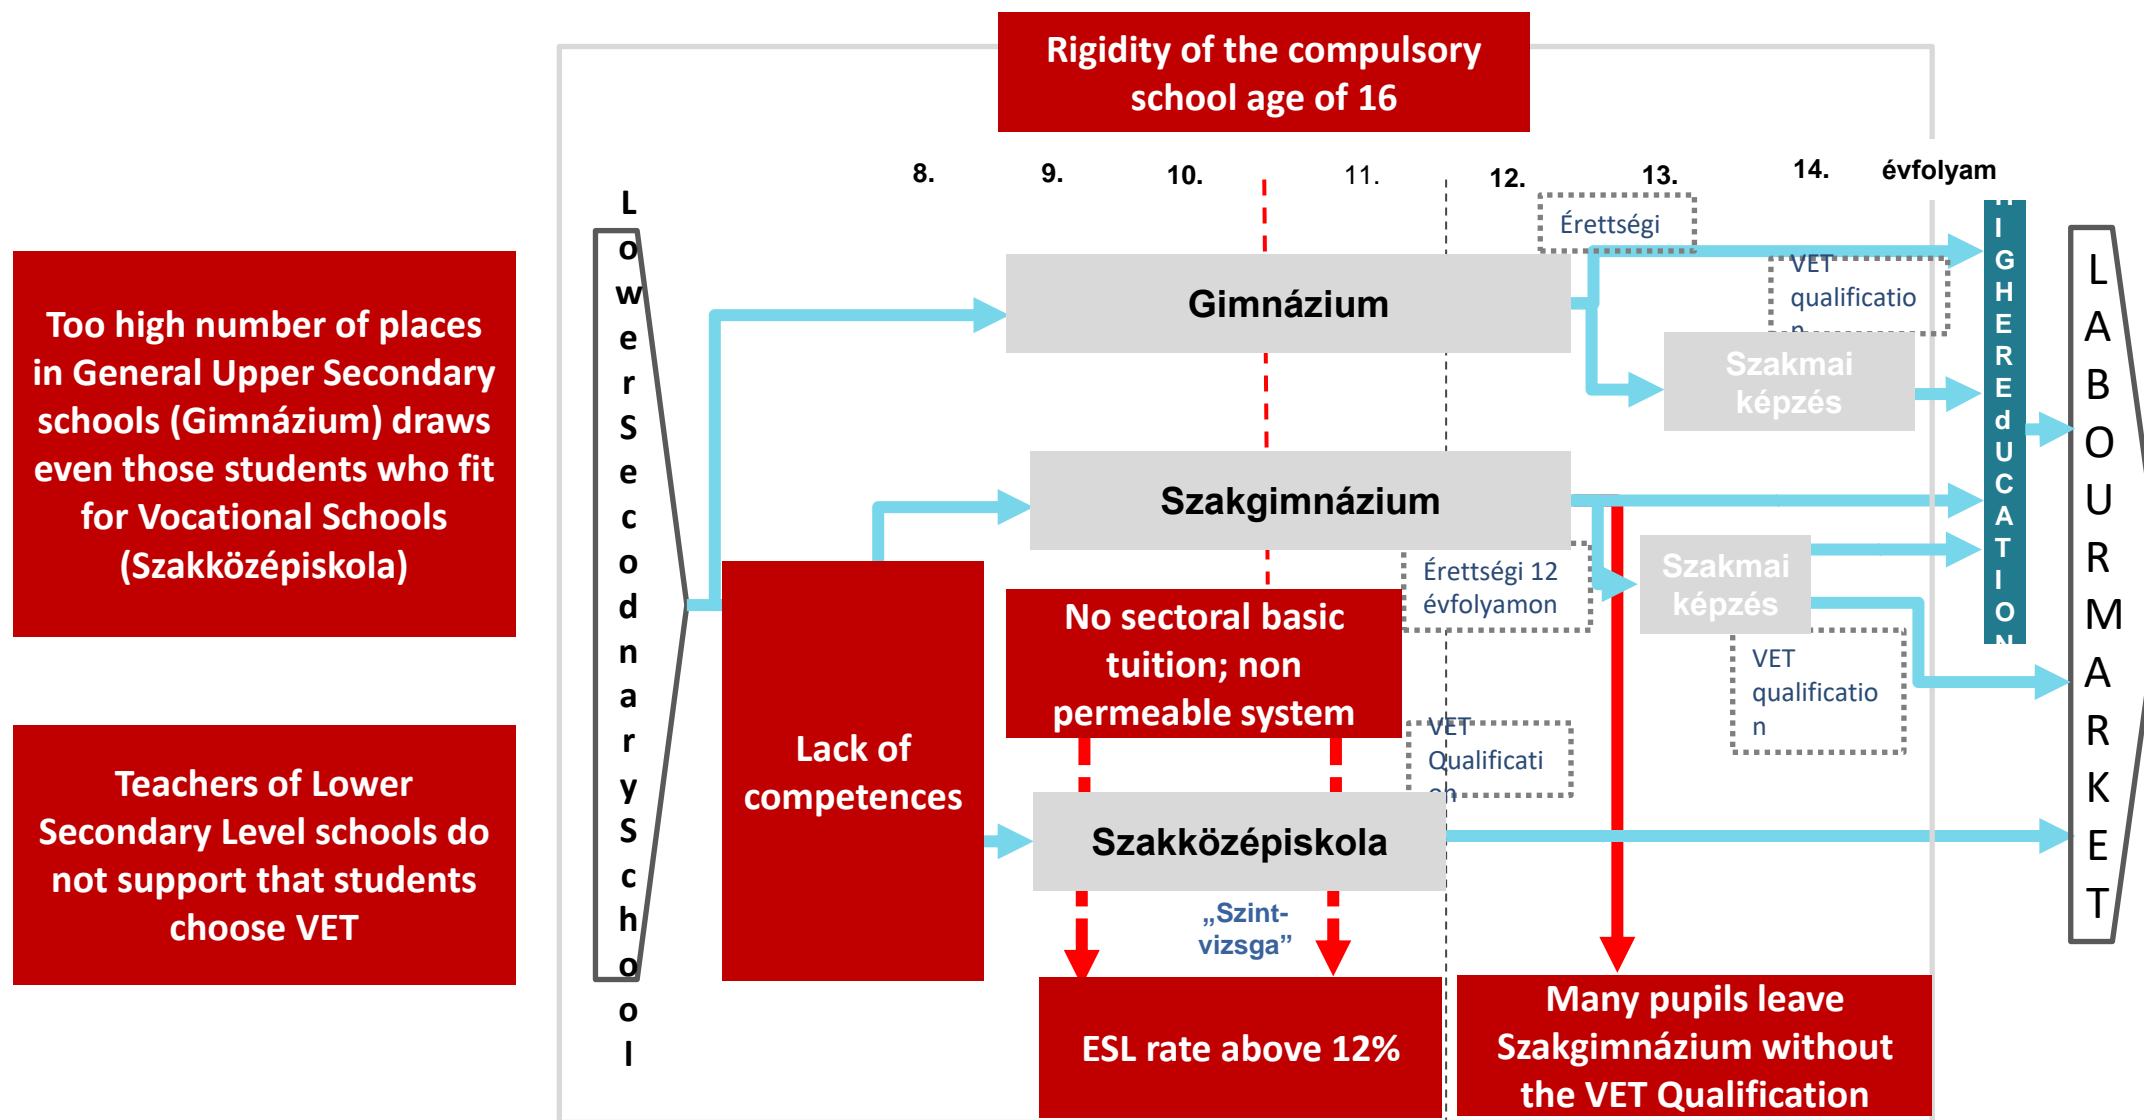 Rigidity of the compulsory
school age of 16
8.
9.
10.
11.
12.
13.
14.
évfolyam
Too high number of places
in General Upper Secondary
schools (Gimnázium) draws
even those students who fit
for Vocational Schools
(Szakközépiskola)
Teachers of Lower
Secondary Level schools do
not support that students
choose VET
L
o
w
e
r
S
e
c
o
d
n
a
r
y
S
c
h
o
o
l
Lack of
competences
Gimnázium
Érettségi
VET
qualificatio
n
Szakmai
képzés
Szakgimnázium
Érettségi 12
évfolyamon
Szakmai
képzés
VET
qualificatio
n
No sectoral basic
tuition; non
permeable system
VET
Qualificati
on
Szakközépiskola
„Szint-
vizsga”
ESL rate above 12%
Many pupils leave
Szakgimnázium without
the VET Qualification
H
I
G
H
E
R
E
d
U
C
A
T
I
O
N
L
A
B
O
U
R
M
A
R
K
E
T